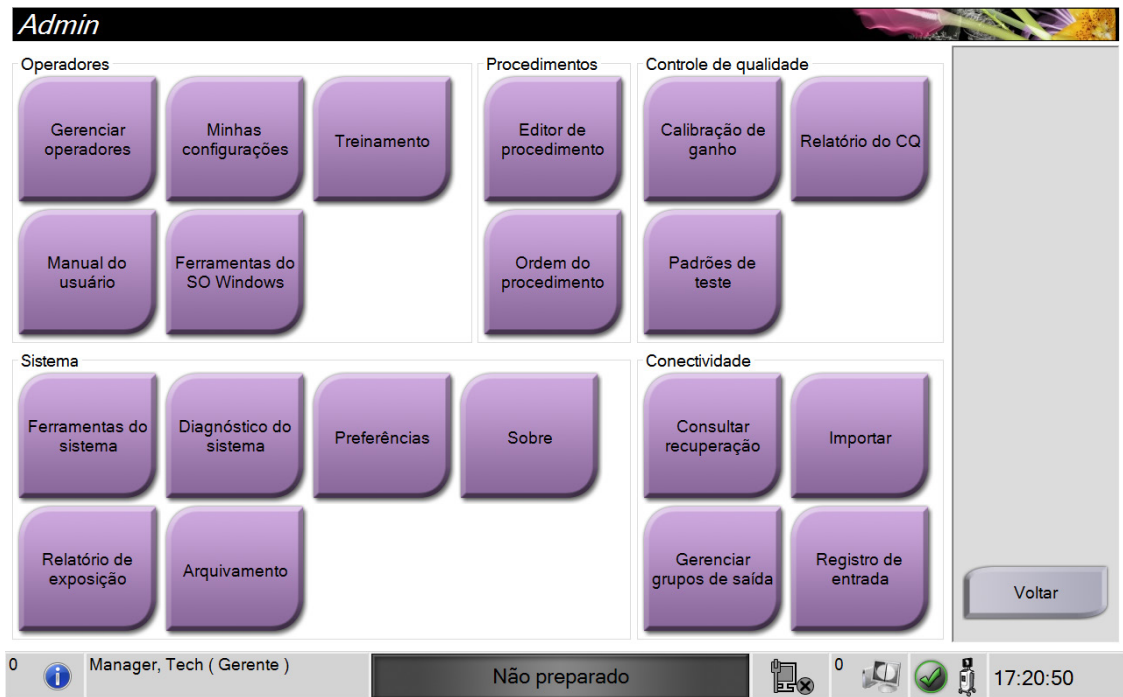 Admin
Operadores
Gerenciar
operadores
Minhas
configurações
Treinamento
Manual do
usuário
Ferramentas do
SO Windows
Procedimentos
Editor de
procedimento
Ordem do
procedimento
Controle de qualidade
Calibração de
ganho
Relatório do CQ
Padrões de
teste
Sistema
Ferramentas do
sistema
Diagnóstico do
sistema
Preferências
Sobre
Relatório de
exposição
Arquivamento
Conectividade
Consultar
recuperação
Importar
Gerenciar
grupos de saída
Registro de
entrada
Voltar
0
Manager, Tech ( Gerente )
Não preparado
0
17:20:50